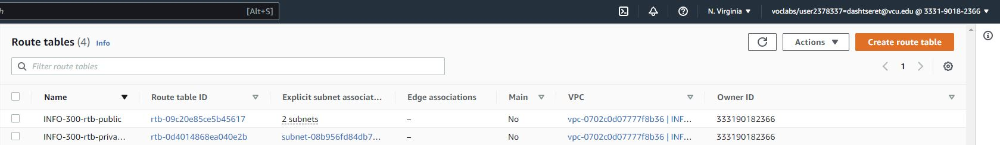 h [Alt+S] N. Virginia voclabs/user2378337=dashtseret@vcu.edu @ 3331-9018-2366
Route tables (4) Info Actions Create route table
Filter route tables 1
Name Route table ID Explicit subnet associat... Edge associations Main VPC Owner ID
INFO-300-rtb-public rtb-09c20e85ce5b45617 2 subnets – No vpc-0702c0d07777f8b36 | INF... 333190182366
INFO-300-rtb-priva... rtb-0d4014868ea040e2b subnet-08b956fd84db7... – No vpc-0702c0d07777f8b36 | INF... 333190182366